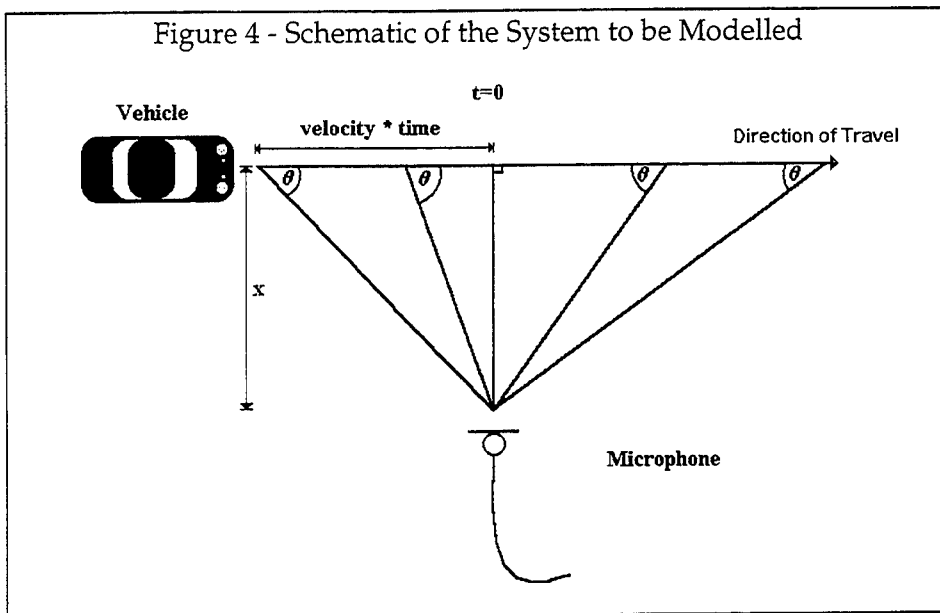 Figure 4 - Schematic of the System to be Modelled
t=0
Vehicle
velocity * time
Direction of Travel
θ θ θ θ
x
Microphone